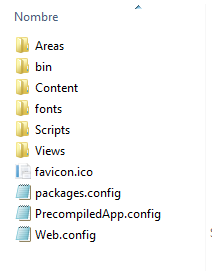 Nombre
Areas
bin
Content
fonts
Scripts
Views
favicon.ico
packages.config
PrecompiledApp.config
Web.config